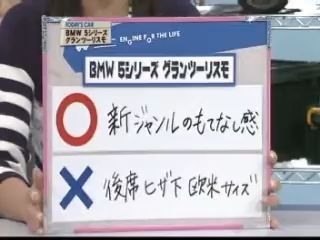 TODAY'S CAR
BMW 5シリーズ
グランツーリスモ
ENGINE FOR THE LIFE
BMW 5シリーズ グランツーリスモ
新ジャンルのもてなし感
後席ヒザ下 欧米サイズ